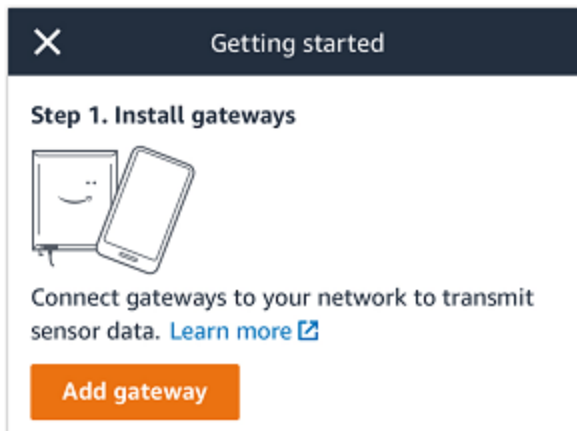 Getting started
Step 1. Install gateways
Connect gateways to your network to transmit
sensor data. Learn more
Add gateway